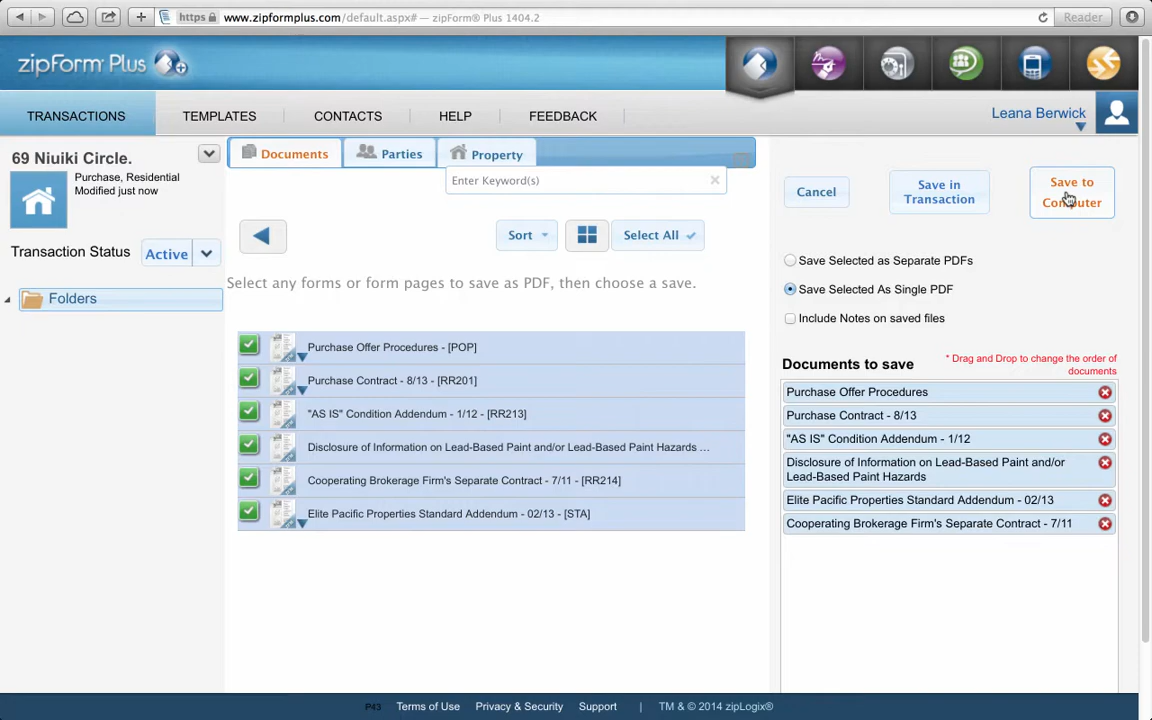 https www.zipformplus.com/default.aspx# — zipForm® Plus 1404.2
Reader
zipForm® Plus
TRANSACTIONS
TEMPLATES
CONTACTS
HELP
FEEDBACK
Leana Berwick
69 Niuiki Circle.
Purchase, Residential
Modified just now
Transaction Status
Active
Folders
Documents
Parties
Property
Enter Keyword(s)
Sort
Select All
Select any forms or form pages to save as PDF, then choose a save.
Purchase Offer Procedures - [POP]
Purchase Contract - 8/13 - [RR201]
"AS IS" Condition Addendum - 1/12 - [RR213]
Disclosure of Information on Lead-Based Paint and/or Lead-Based Paint Hazards ...
Cooperating Brokerage Firm's Separate Contract - 7/11 - [RR214]
Elite Pacific Properties Standard Addendum - 02/13 - [STA]
Cancel
Save in
Transaction
Save to
Computer
Save Selected as Separate PDFs
Save Selected As Single PDF
Include Notes on saved files
Documents to save
* Drag and Drop to change the order of
documents
Purchase Offer Procedures
Purchase Contract - 8/13
"AS IS" Condition Addendum - 1/12
Disclosure of Information on Lead-Based Paint and/or
Lead-Based Paint Hazards
Elite Pacific Properties Standard Addendum - 02/13
Cooperating Brokerage Firm's Separate Contract - 7/11
P43
Terms of Use
Privacy & Security
Support
|
TM & © 2014 zipLogix®